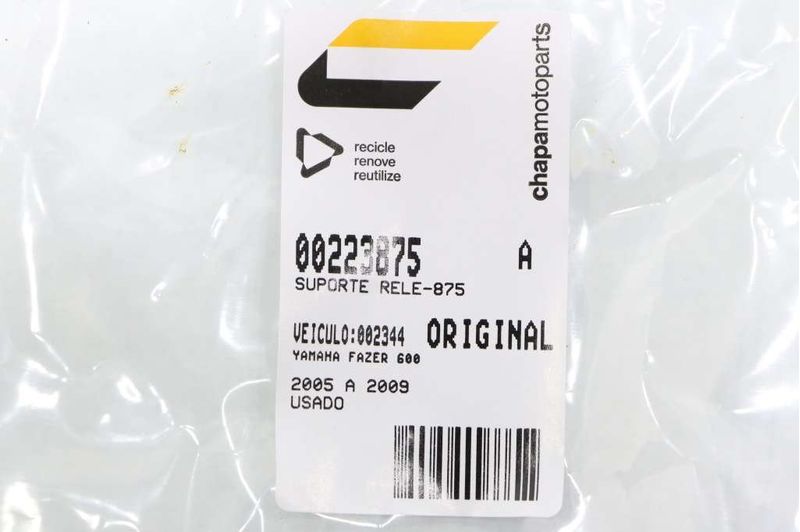 chapamotoparts
recicle
renove
reutilize
00223875 A
SUPORTE RELE-875
VEICULO:002344 ORIGINAL
YAMAHA FAZER 600
2005 A 2009
USADO